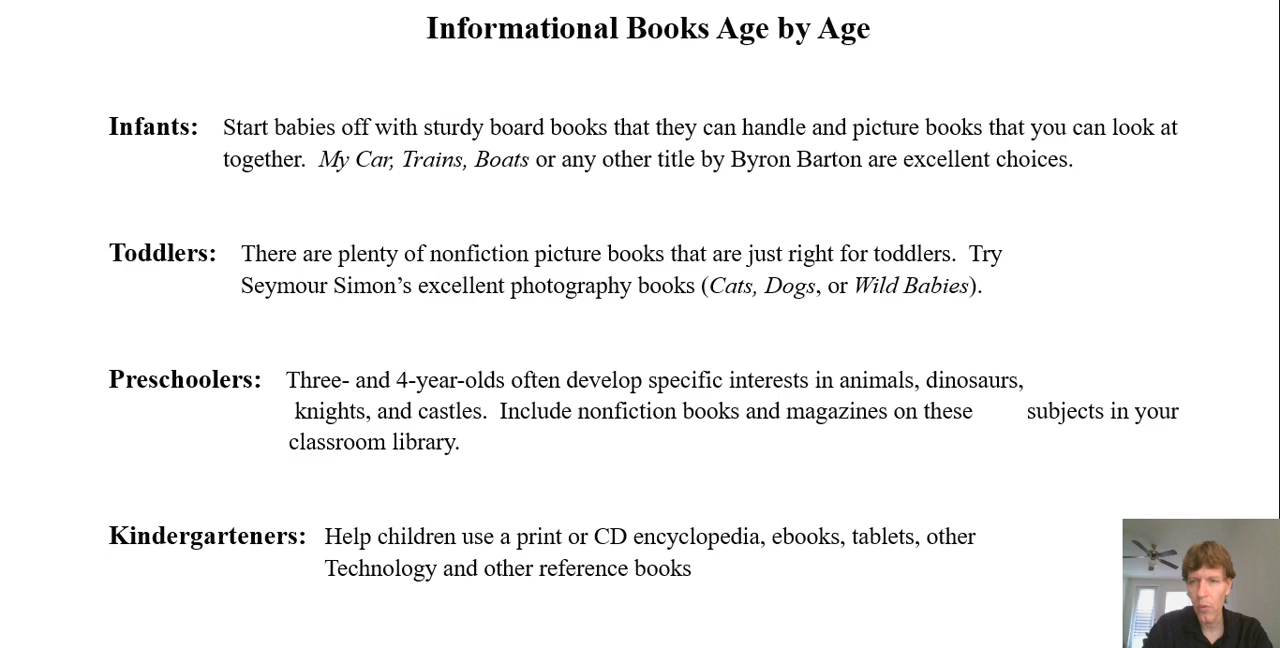 Informational Books Age by Age
Infants: Start babies off with sturdy board books that they can handle and picture books that you can look at
together. My Car, Trains, Boats or any other title by Byron Barton are excellent choices.
Toddlers: There are plenty of nonfiction picture books that are just right for toddlers. Try
Seymour Simon’s excellent photography books (Cats, Dogs, or Wild Babies).
Preschoolers: Three- and 4-year-olds often develop specific interests in animals, dinosaurs,
knights, and castles. Include nonfiction books and magazines on these subjects in your
classroom library.
Kindergarteners: Help children use a print or CD encyclopedia, ebooks, tablets, other
Technology and other reference books